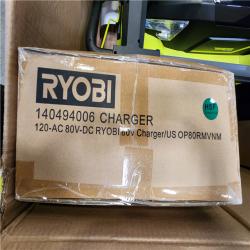 RYOBI
140494006 CHARGER
120-AC 80V-DC RYOBI 80v Charger/US OP80RMVNM